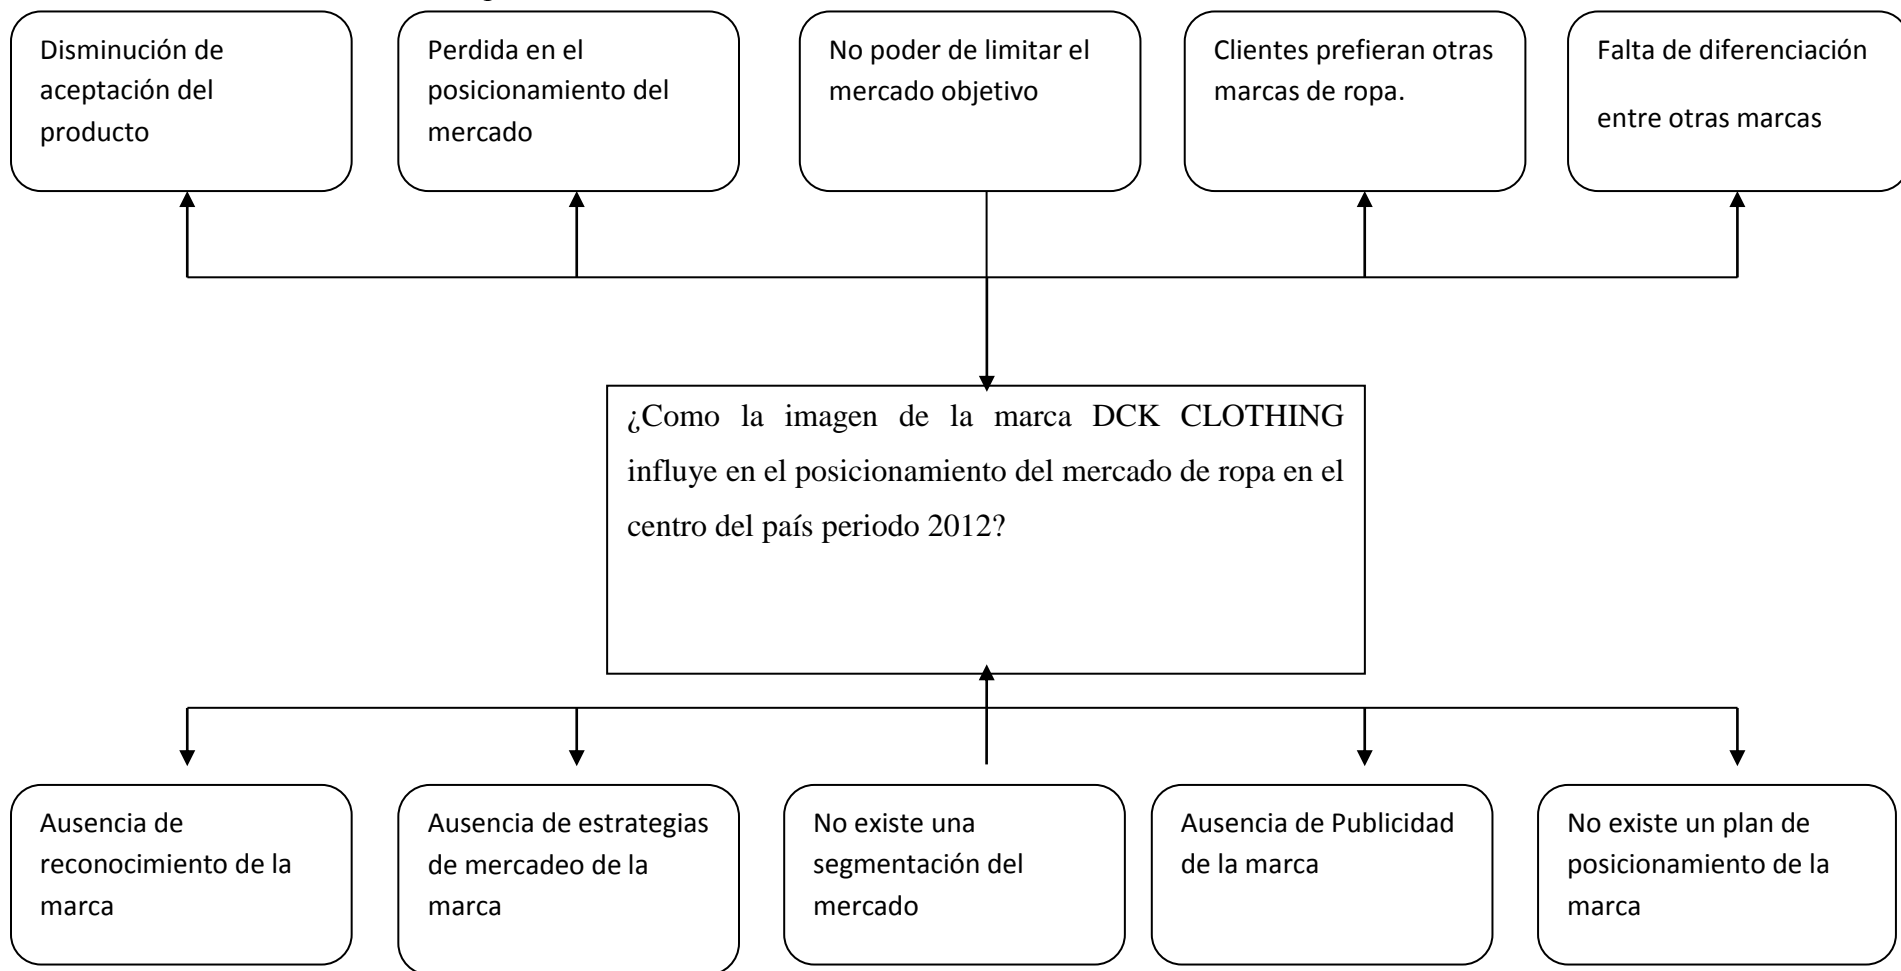 Disminución de
aceptación del
producto
Perdida en el
posicionamiento del
mercado
No poder de limitar el
mercado objetivo
Clientes prefieran otras
marcas de ropa.
Falta de diferenciación
entre otras marcas
¿Como la imagen de la marca DCK CLOTHING
influye en el posicionamiento del mercado de ropa en el
centro del país periodo 2012?
Ausencia de
reconocimiento de la
marca
Ausencia de estrategias
de mercadeo de la
marca
No existe una
segmentación del
mercado
Ausencia de Publicidad
de la marca
No existe un plan de
posicionamiento de la
marca